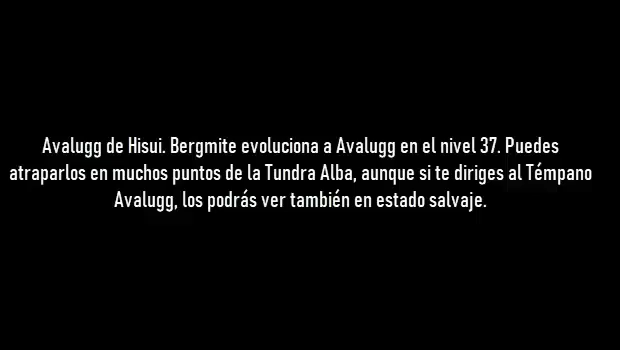 Avalugg de Hisui. Bergmite evoluciona a Avalugg en el nivel 37. Puedes
atraparlos en muchos puntos de la Tundra Alba, aunque si te diriges al Témpano
Avalugg, los podrás ver también en estado salvaje.